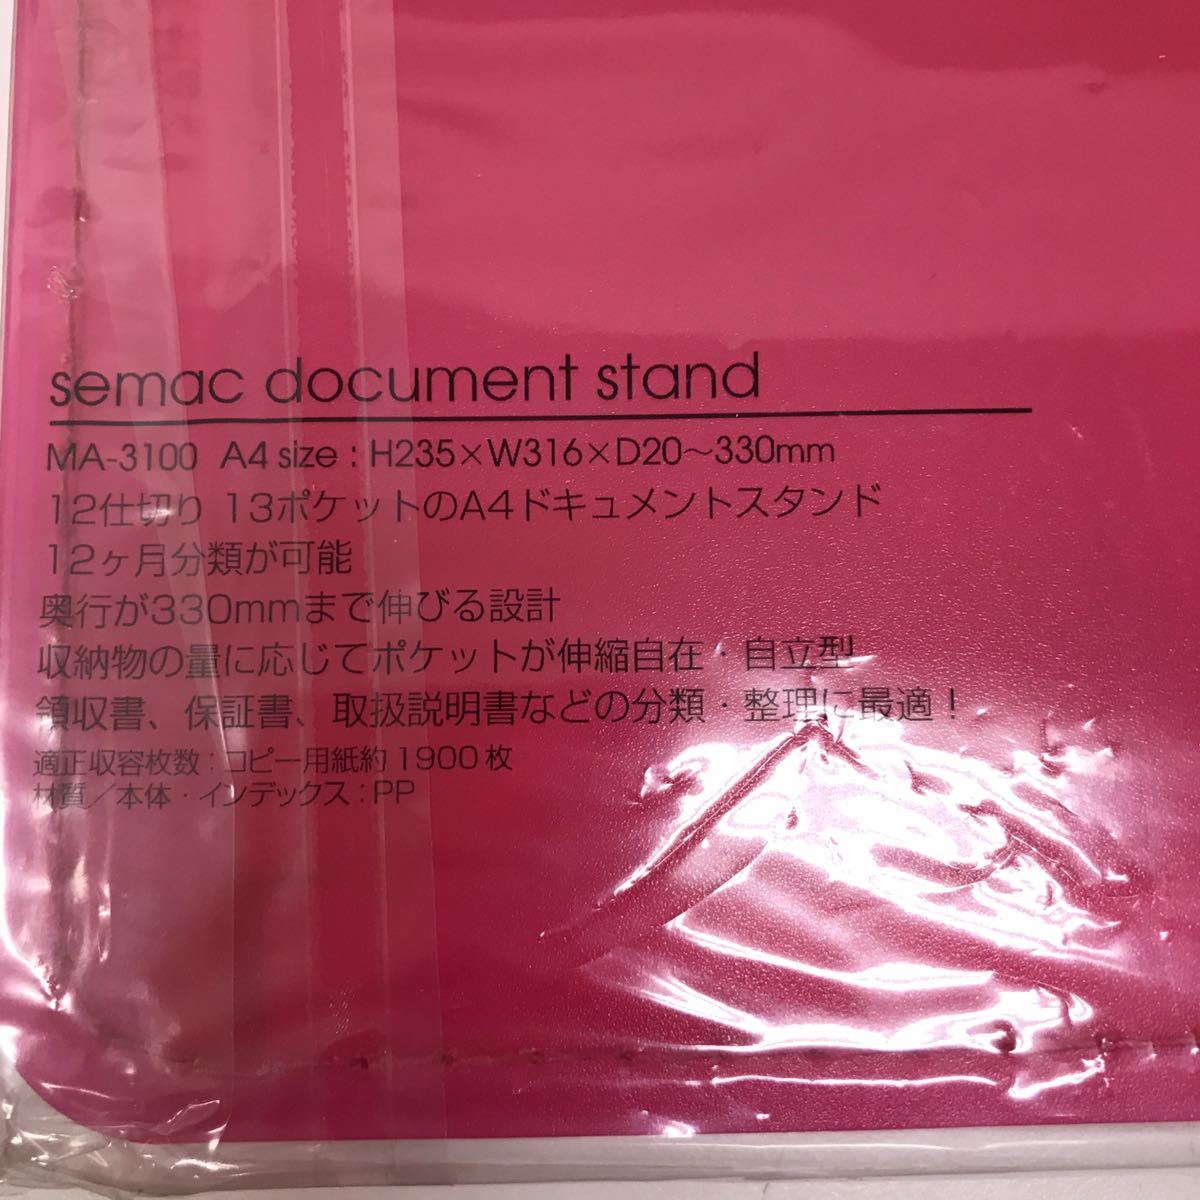 semac document stand
MA-3100 A4 size : H235×W316×D20～330mm
12仕切り 13ポケットのA4ドキュメントスタンド
12ヶ月分類が可能
奥行が330mmまで伸びる設計
収納物の量に応じてポケットが伸縮自在・自立型
領収書、保証書、取扱説明書などの分類・整理に最適！
適正収容枚数：コピー用紙約1900枚
材質／本体・インデックス：PP